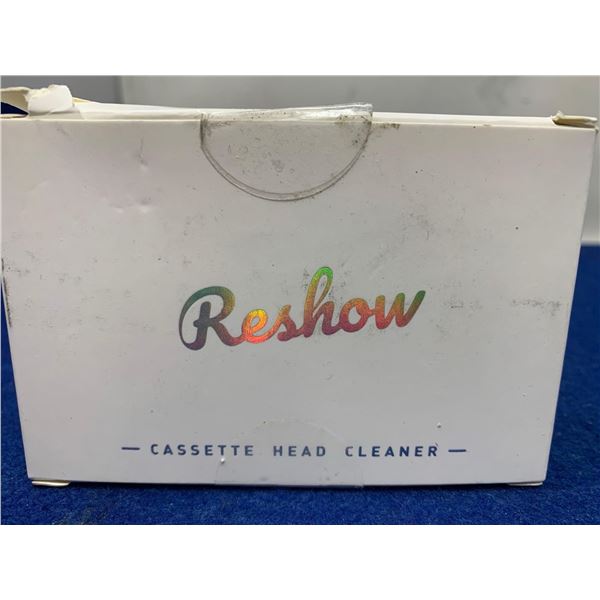 Reshow
— CASSETTE HEAD CLEANER —